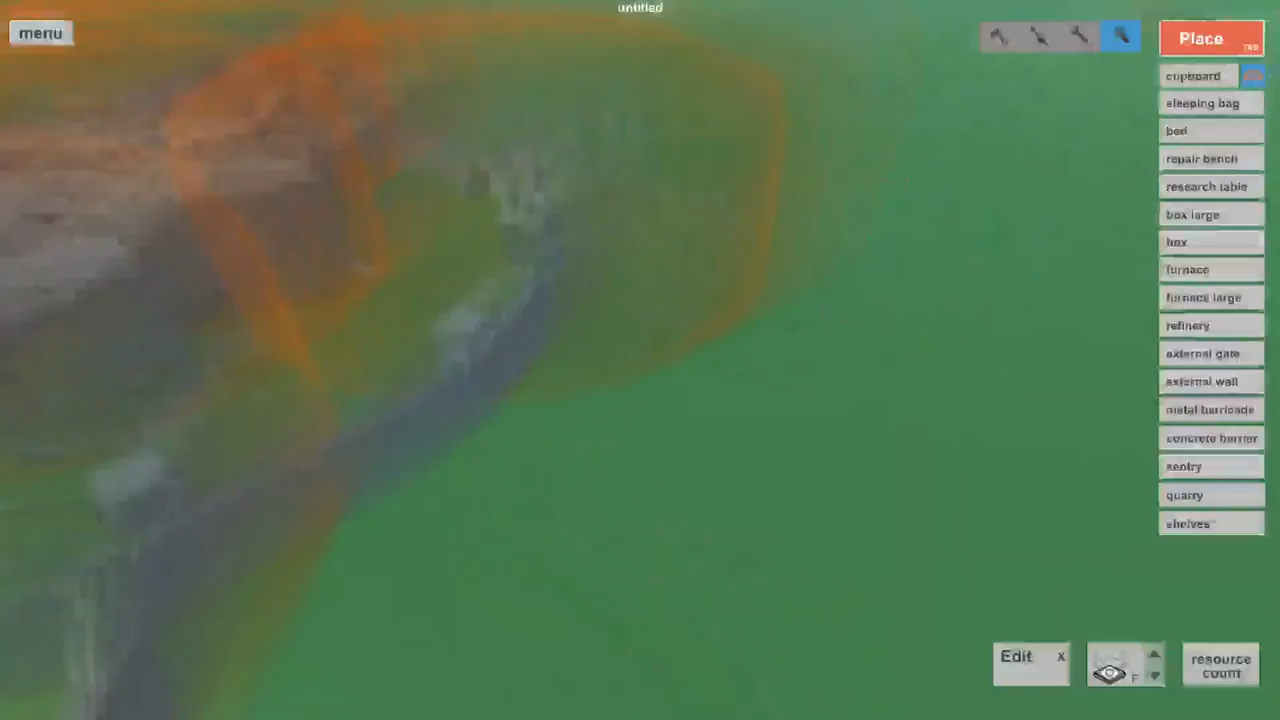 untitled
menu
Place
TAB
cupboard
sleeping bag
bed
repair bench
research table
box large
box
furnace
furnace large
refinery
external gate
external wall
metal barricade
concrete barrier
sentry
quarry
shelves
Edit X
F
resource
count